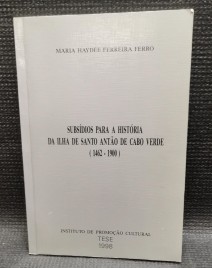 MARIA HAYDÉE FERREIRA FERRO
SUBSÍDIOS PARA A HISTÓRIA
DA ILHA DE SANTO ANTÃO DE CABO VERDE
( 1462 - 1900 )
INSTITUTO DE PROMOÇÃO CULTURAL
TESE
1998